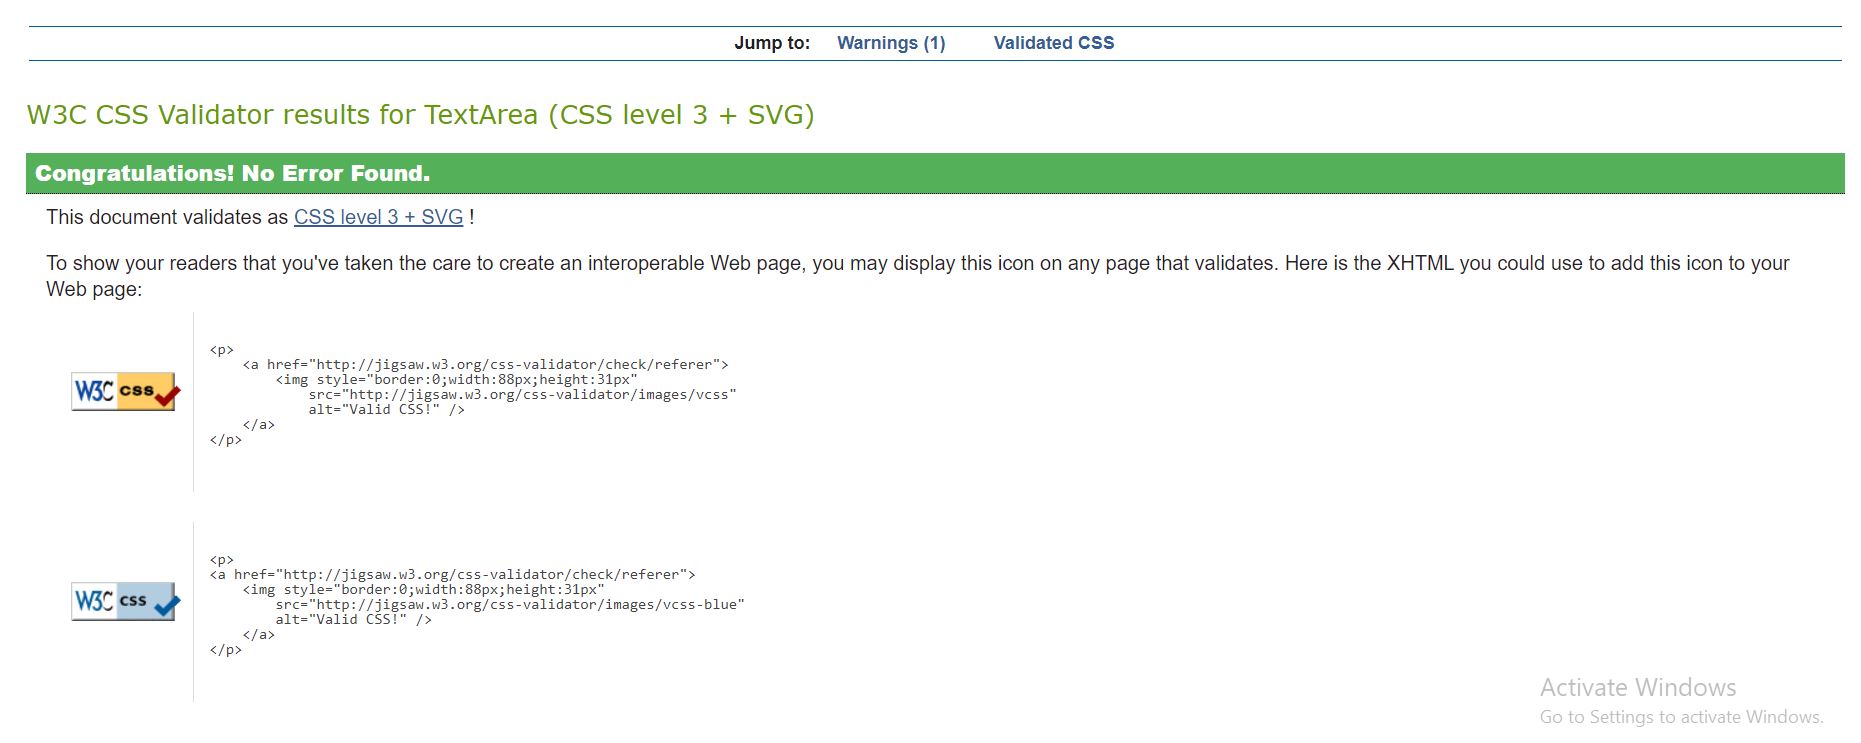 Jump to: Warnings (1) Validated CSS
W3C CSS Validator results for TextArea (CSS level 3 + SVG)
Congratulations! No Error Found.
This document validates as CSS level 3 + SVG !
To show your readers that you've taken the care to create an interoperable Web page, you may display this icon on any page that validates. Here is the XHTML you could use to add this icon to your
Web page:
<p>
    <a href="http://jigsaw.w3.org/css-validator/check/referer">
        <img style="border:0;width:88px;height:31px"
            src="http://jigsaw.w3.org/css-validator/images/vcss"
            alt="Valid CSS!" />
    </a>
</p>
W3C css
<p>
<a href="http://jigsaw.w3.org/css-validator/check/referer">
    <img style="border:0;width:88px;height:31px"
        src="http://jigsaw.w3.org/css-validator/images/vcss-blue"
        alt="Valid CSS!" />
    </a>
</p>
W3C css
Activate Windows
Go to Settings to activate Windows.